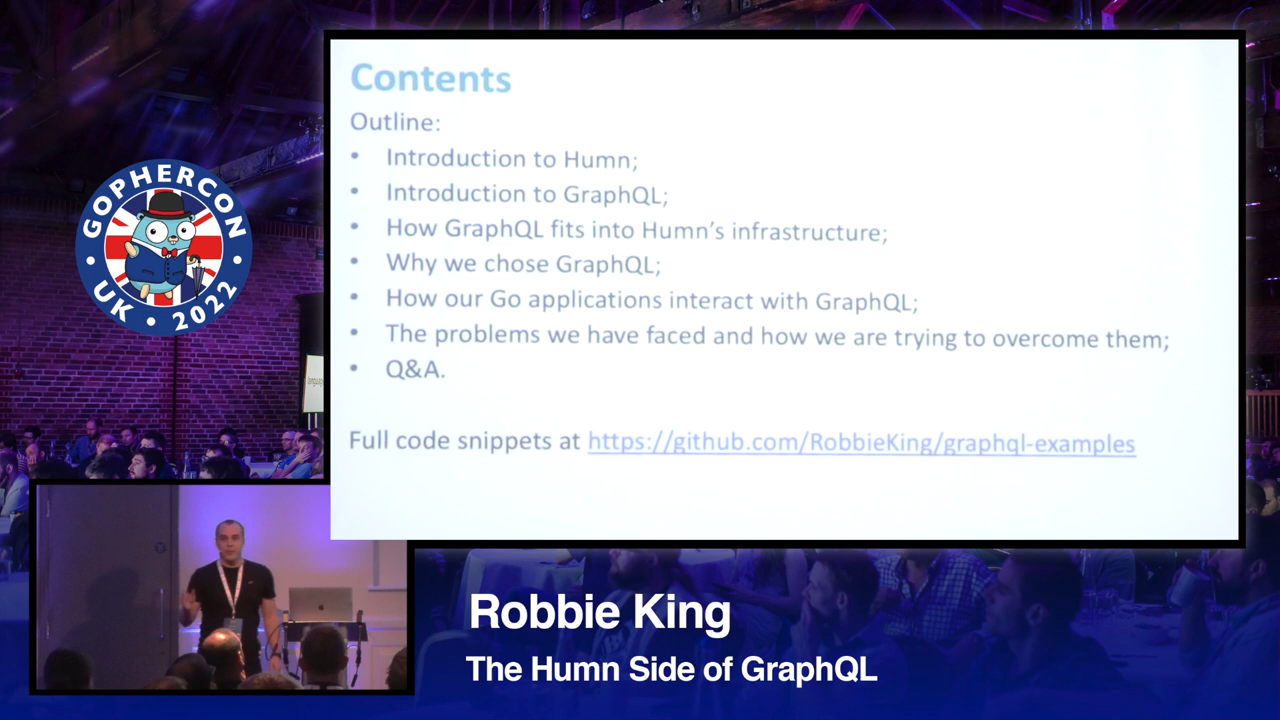 GOPHERCON
UK • 2022
Contents
Outline:
• Introduction to Humn;
• Introduction to GraphQL;
• How GraphQL fits into Humn’s infrastructure;
• Why we chose GraphQL;
• How our Go applications interact with GraphQL;
• The problems we have faced and how we are trying to overcome them;
• Q&A.
Full code snippets at https://github.com/RobbieKing/graphql-examples
Robbie King
The Humn Side of GraphQL